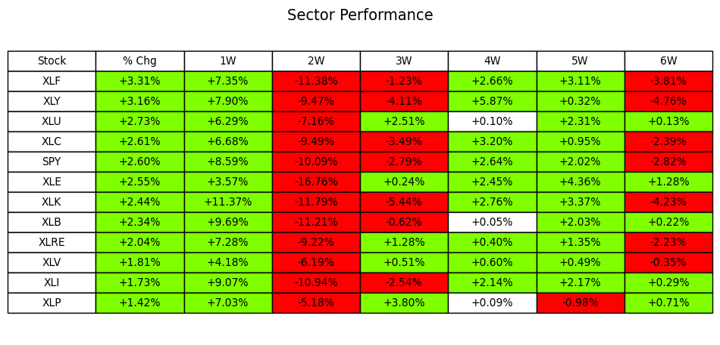 Sector Performance
Stock % Chg 1W 2W 3W 4W 5W 6W
XLF +3.31% +7.35% -11.38% -1.23% +2.66% +3.11% -3.81%
XLY +3.16% +7.90% -9.47% -4.11% +5.87% +0.32% -4.76%
XLU +2.73% +6.29% -7.16% +2.51% +0.10% +2.31% +0.13%
XLC +2.61% +6.68% -9.49% -3.49% +3.20% +0.95% -2.39%
SPY +2.60% +8.59% -10.09% -2.79% +2.64% +2.02% -2.82%
XLE +2.55% +3.57% -16.76% +0.24% +2.45% +4.36% +1.28%
XLK +2.44% +11.37% -11.79% -5.44% +2.76% +3.37% -4.23%
XLB +2.34% +9.69% -11.21% -0.62% +0.05% +2.03% +0.22%
XLRE +2.04% +7.28% -9.22% +1.28% +0.40% +1.35% -2.23%
XLV +1.81% +4.18% -6.19% +0.51% +0.60% +0.49% -0.35%
XLI +1.73% +9.07% -10.94% -2.54% +2.14% +2.17% +0.29%
XLP +1.42% +7.03% -5.18% +3.80% +0.09% -0.98% +0.71%